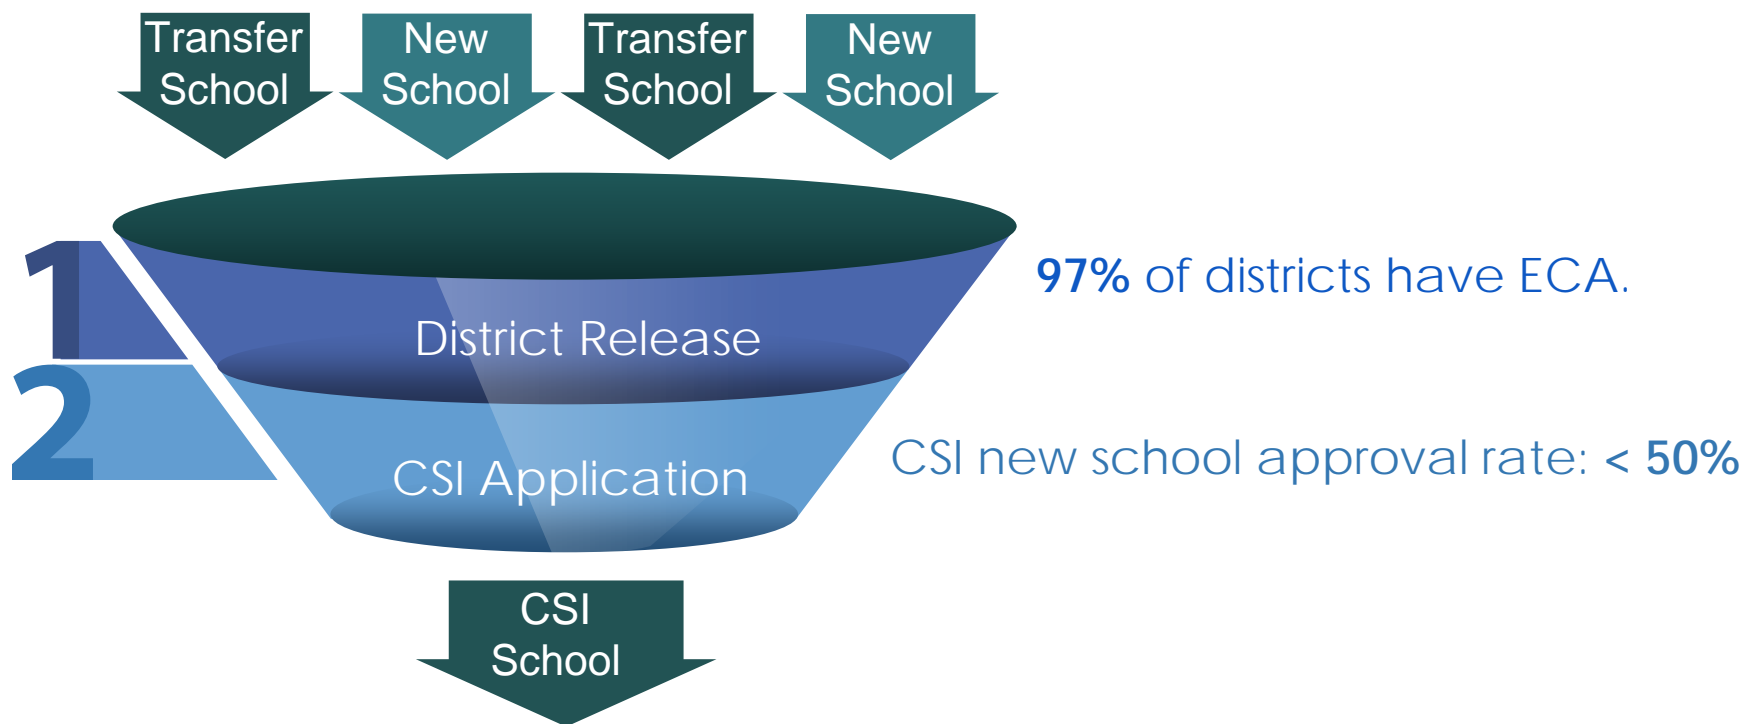 Transfer
School
New
School
Transfer
School
New
School
1
District Release
97% of districts have ECA.
2
CSI Application
CSI new school approval rate: < 50%
CSI
School